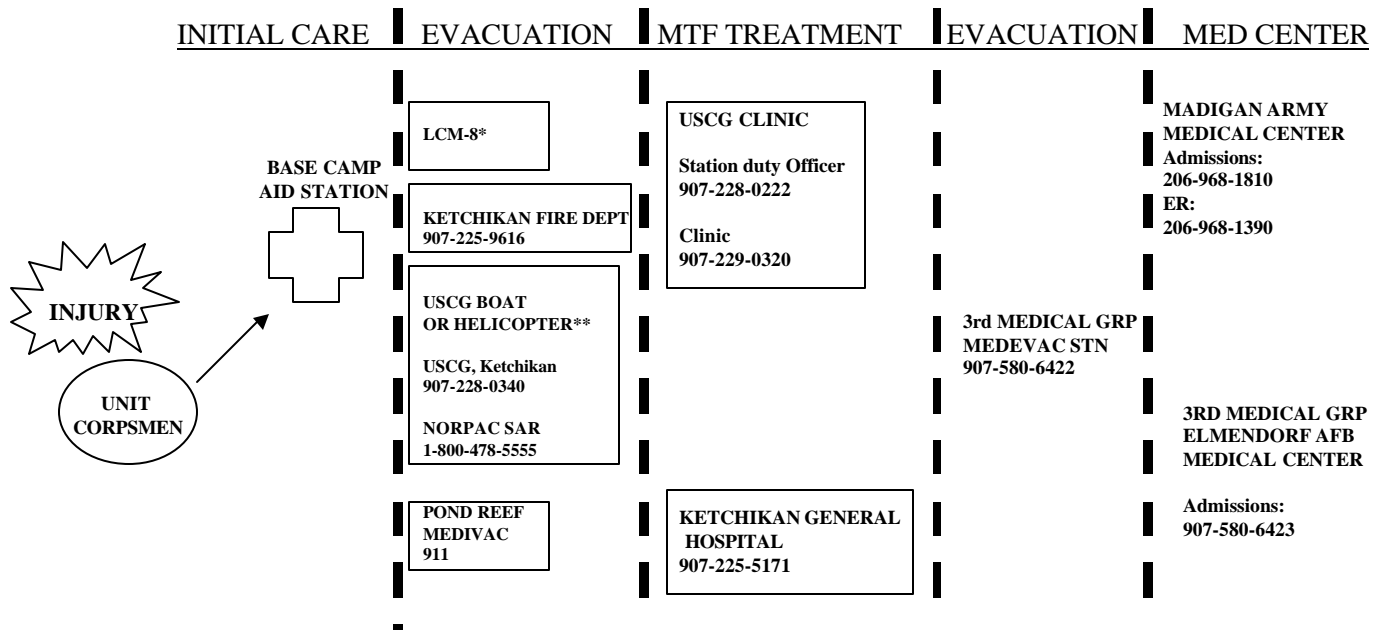 INITIAL CARE EVACUATION MTF TREATMENT EVACUATION MED CENTER
INJURY
UNIT
CORPSMEN
BASE CAMP
AID STATION
LCM-8*
KETCHIKAN FIRE DEPT
907-225-9616
USCG BOAT
OR HELICOPTER**
USCG, Ketchikan
907-228-0340
NORPAC SAR
1-800-478-5555
POND REEF
MEDIVAC
911
USCG CLINIC
Station duty Officer
907-228-0222
Clinic
907-229-0320
KETCHIKAN GENERAL
HOSPITAL
907-225-5171
3rd MEDICAL GRP
MEDEVAC STN
907-580-6422
MADIGAN ARMY
MEDICAL CENTER
Admissions:
206-968-1810
ER:
206-968-1390
3RD MEDICAL GRP
ELMENDORF AFB
MEDICAL CENTER
Admissions:
907-580-6423